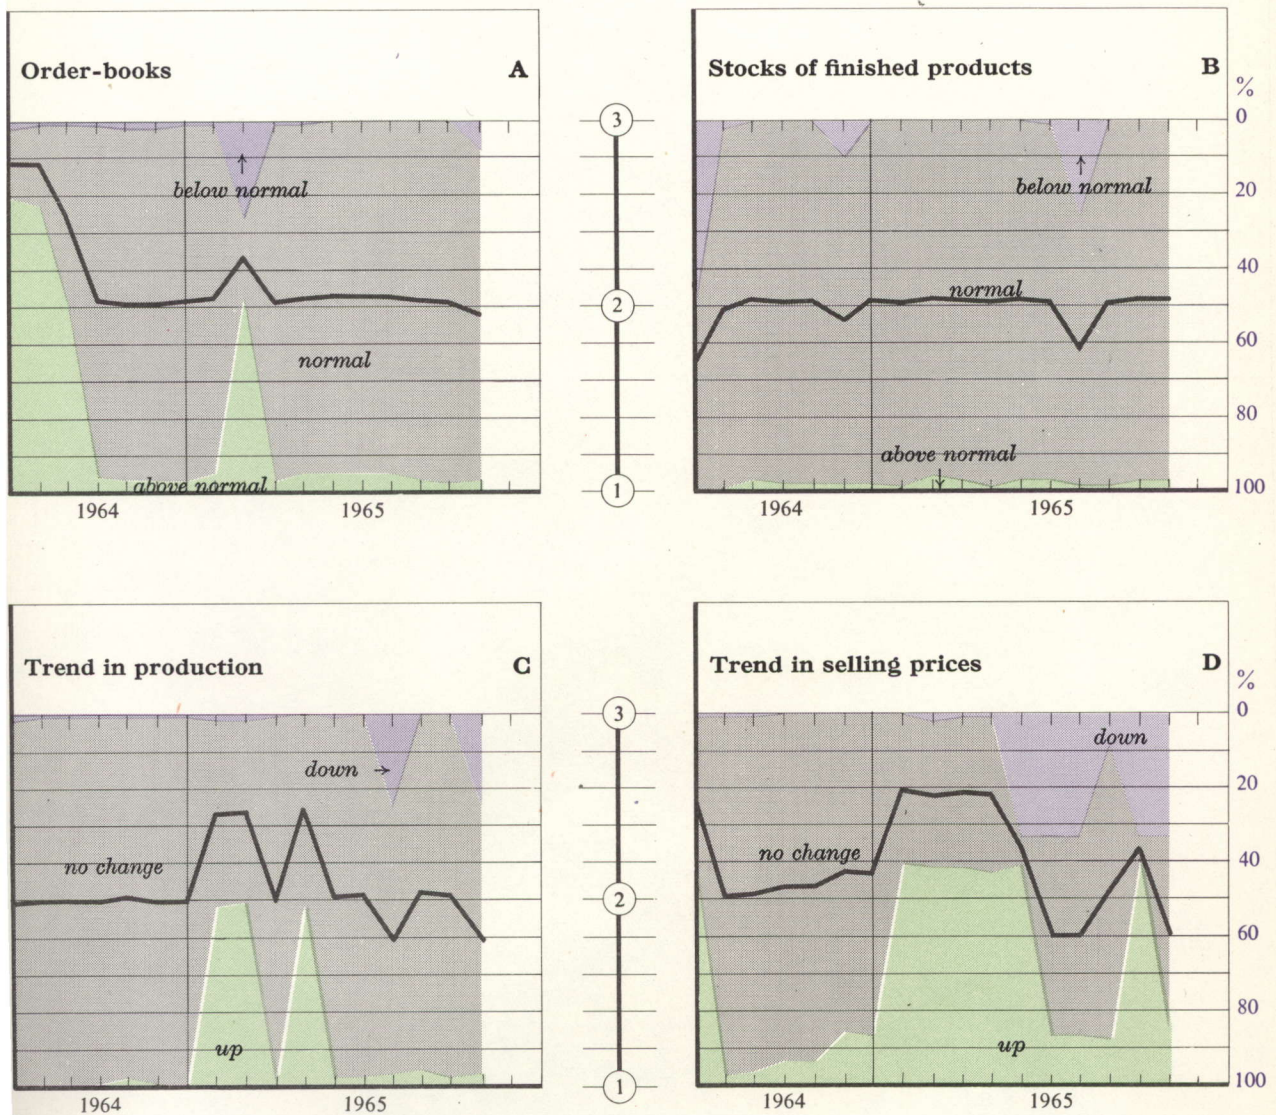 Order-books A
below normal
normal
above normal
1964 1965
3
2
1
Stocks of finished products B
%
0
below normal
20
40
normal
60
80
above normal
100
1964 1965
Trend in production C
down →
no change
up
1964 1965
3
2
1
Trend in selling prices D
%
0
down
20
no change
40
60
80
up
100
1964 1965